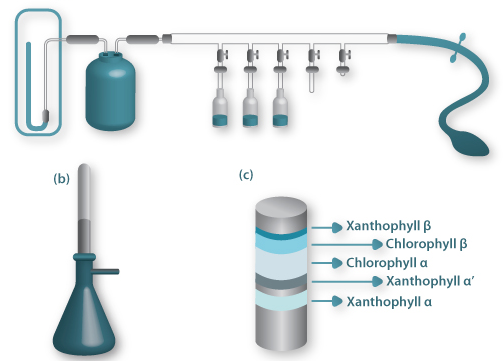 (b)
(c)
Xanthophyll β
Chlorophyll β
Chlorophyll α
Xanthophyll α′
Xanthophyll α